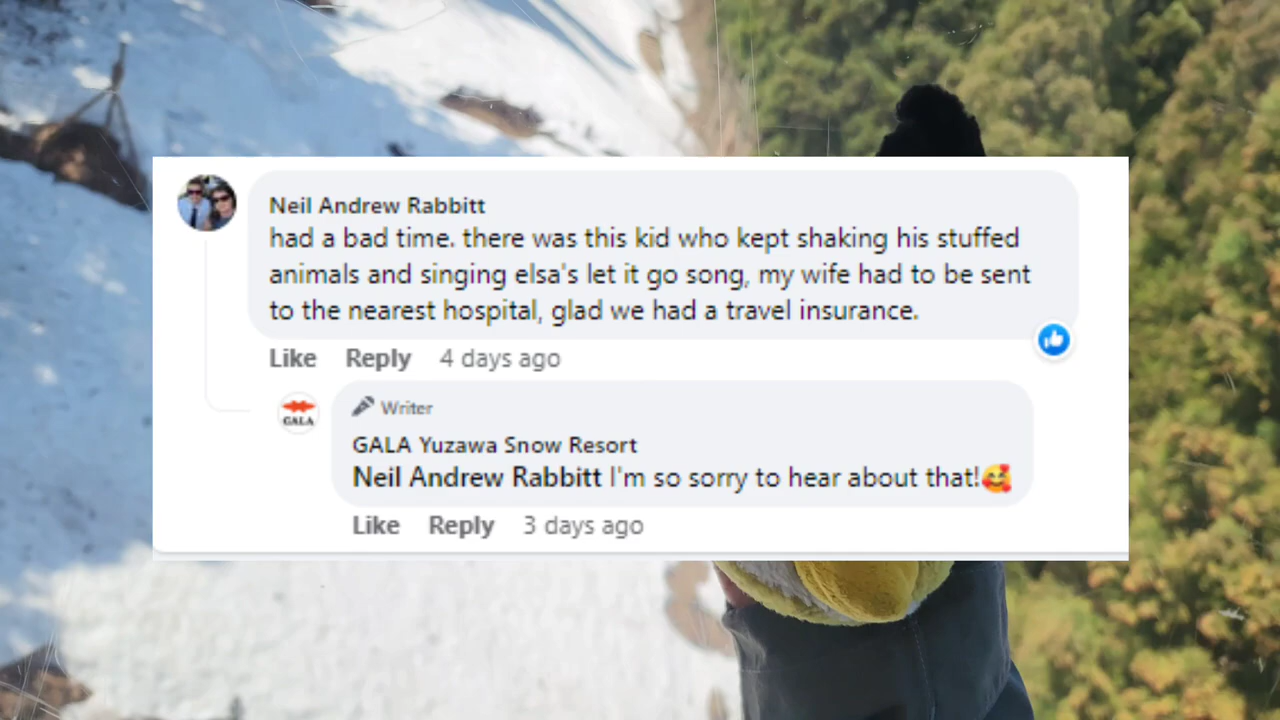 Neil Andrew Rabbitt
had a bad time. there was this kid who kept shaking his stuffed
animals and singing elsa's let it go song, my wife had to be sent
to the nearest hospital, glad we had a travel insurance.
Like Reply 4 days ago
GALA
Writer
GALA Yuzawa Snow Resort
Neil Andrew Rabbitt I'm so sorry to hear about that!🥰
Like Reply 3 days ago